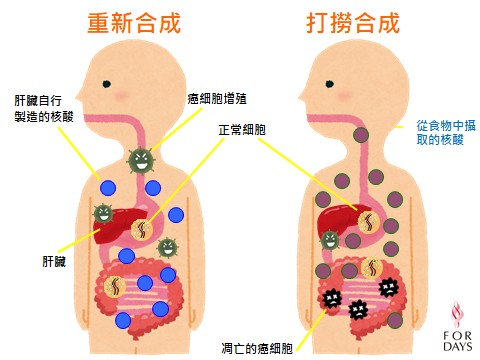 重新合成
打撈合成
肝臟自行
製造的核酸
癌細胞增殖
正常細胞
從食物中攝
取的核酸
肝臟
凋亡的癌細胞
FOR
DAYS